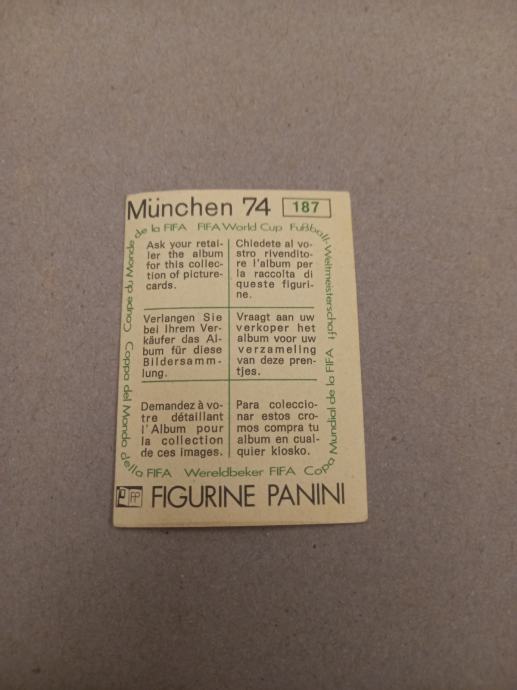 München 74 187
de la FIFA FIFA World Cup Fußball-Weltmeisterschaft
Coupe du Monde
Ask your retai-
ler the album
for this collec-
tion of picture-
cards.
Chiedete al vo-
stro rivendito-
re l'album per
la raccolta di
queste figuri-
ne.
Verlangen Sie
bei Ihrem Ver-
käufer das Al-
bum für diese
Bildersamm-
lung.
Vraagt aan uw
verkoper het
album voor uw
verzameling
van deze pren-
tjes.
Demandez à vo-
tre détaillant
l'Album pour
la collection
de ces images.
Para coleccio-
nar estos cro-
mos compra tu
album en cual-
quier kiosko.
Coppa del Mondo della FIFA Wereldbeker FIFA Copa Mundial de la FIFA
FP FIGURINE PANINI